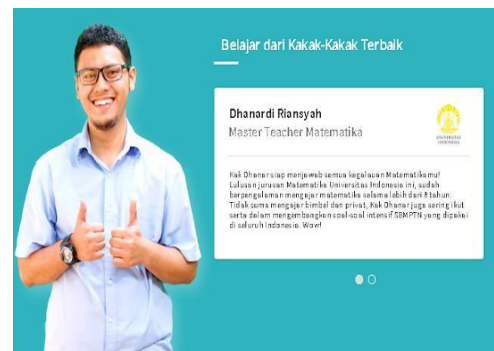 Belajar dari Kakak-Kakak Terbaik
Dhanardi Riansyah
Master Teacher Matematika
UNIVERSITAS
INDONESIA
Kak Dhanar siap menjawab semua kegalauan Matematikamu!
Lulusan jurusan Matematika Universitas Indonesia ini, sudah
berpengalaman mengajar matematika selama lebih dari 8 tahun.
Tidak cuma mengajar bimbel dan privat, Kak Dhanar juga sering ikut
serta dalam mengembangkan soal-soal intensif SBMPTN yang dipakai
di seluruh Indonesia. Wow!